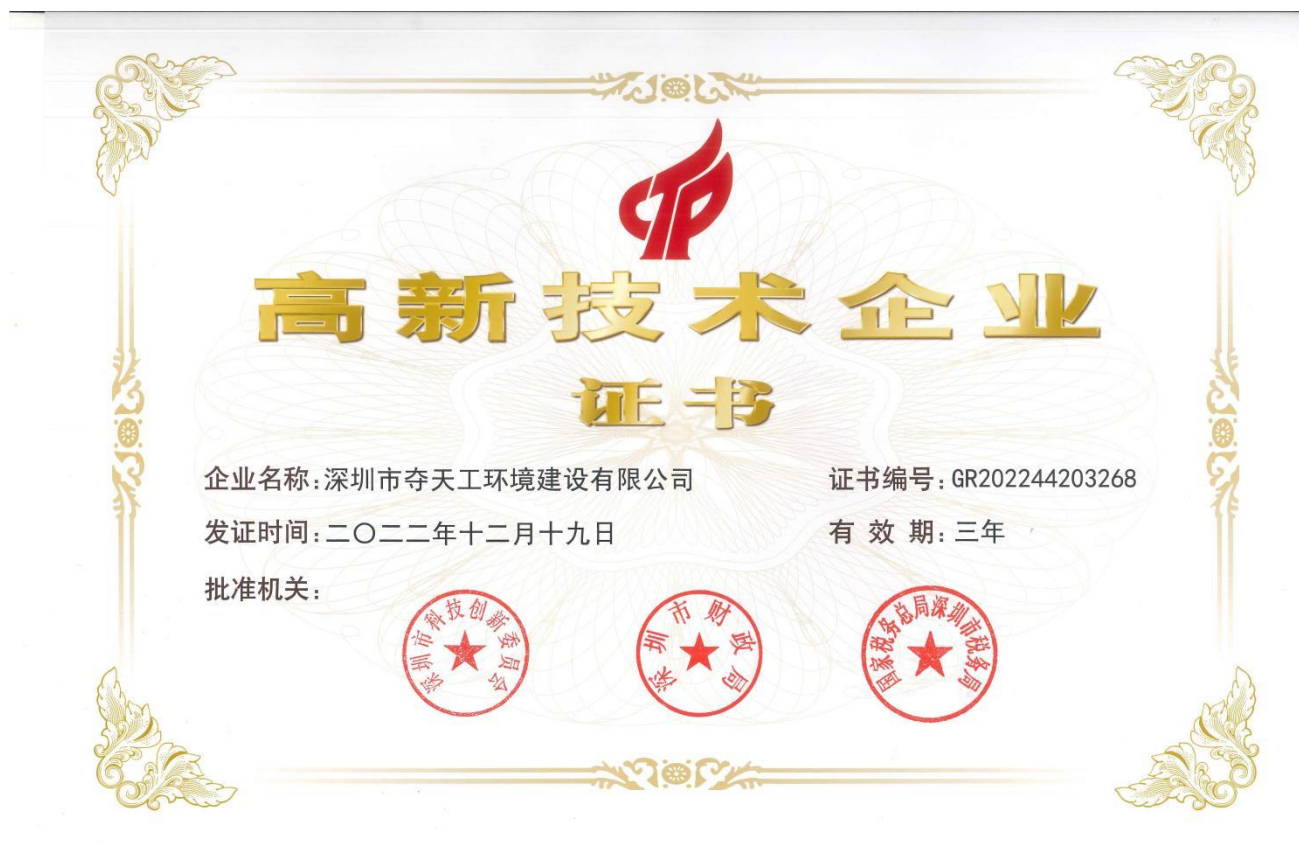 高新技术企业
证书
企业名称:深圳市夺天工环境建设有限公司
证书编号:GR202244203268
发证时间:二〇二二年十二月十九日
有效期:三年
批准机关:
深圳市科技创新委员会
深圳市财政局
国家税务总局深圳市税务局